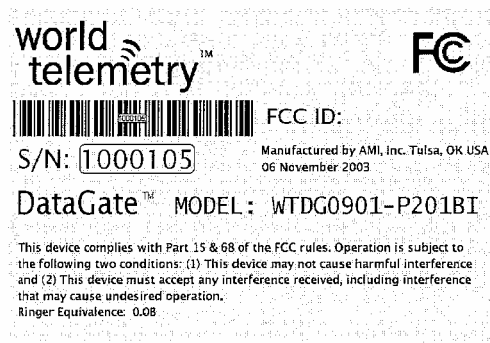 world
telemetry™
FC
1000105
FCC ID:
S/N: 1000105
Manufactured by AMI, Inc. Tulsa, OK USA
06 November 2003
DataGate™ MODEL: WTDG0901-P201BI
This device complies with Part 15 & 68 of the FCC rules. Operation is subject to
the following two conditions: (1) This device may not cause harmful interference
and (2) This device must accept any interference received, including interference
that may cause undesired operation.
Ringer Equivalence: 0.0B